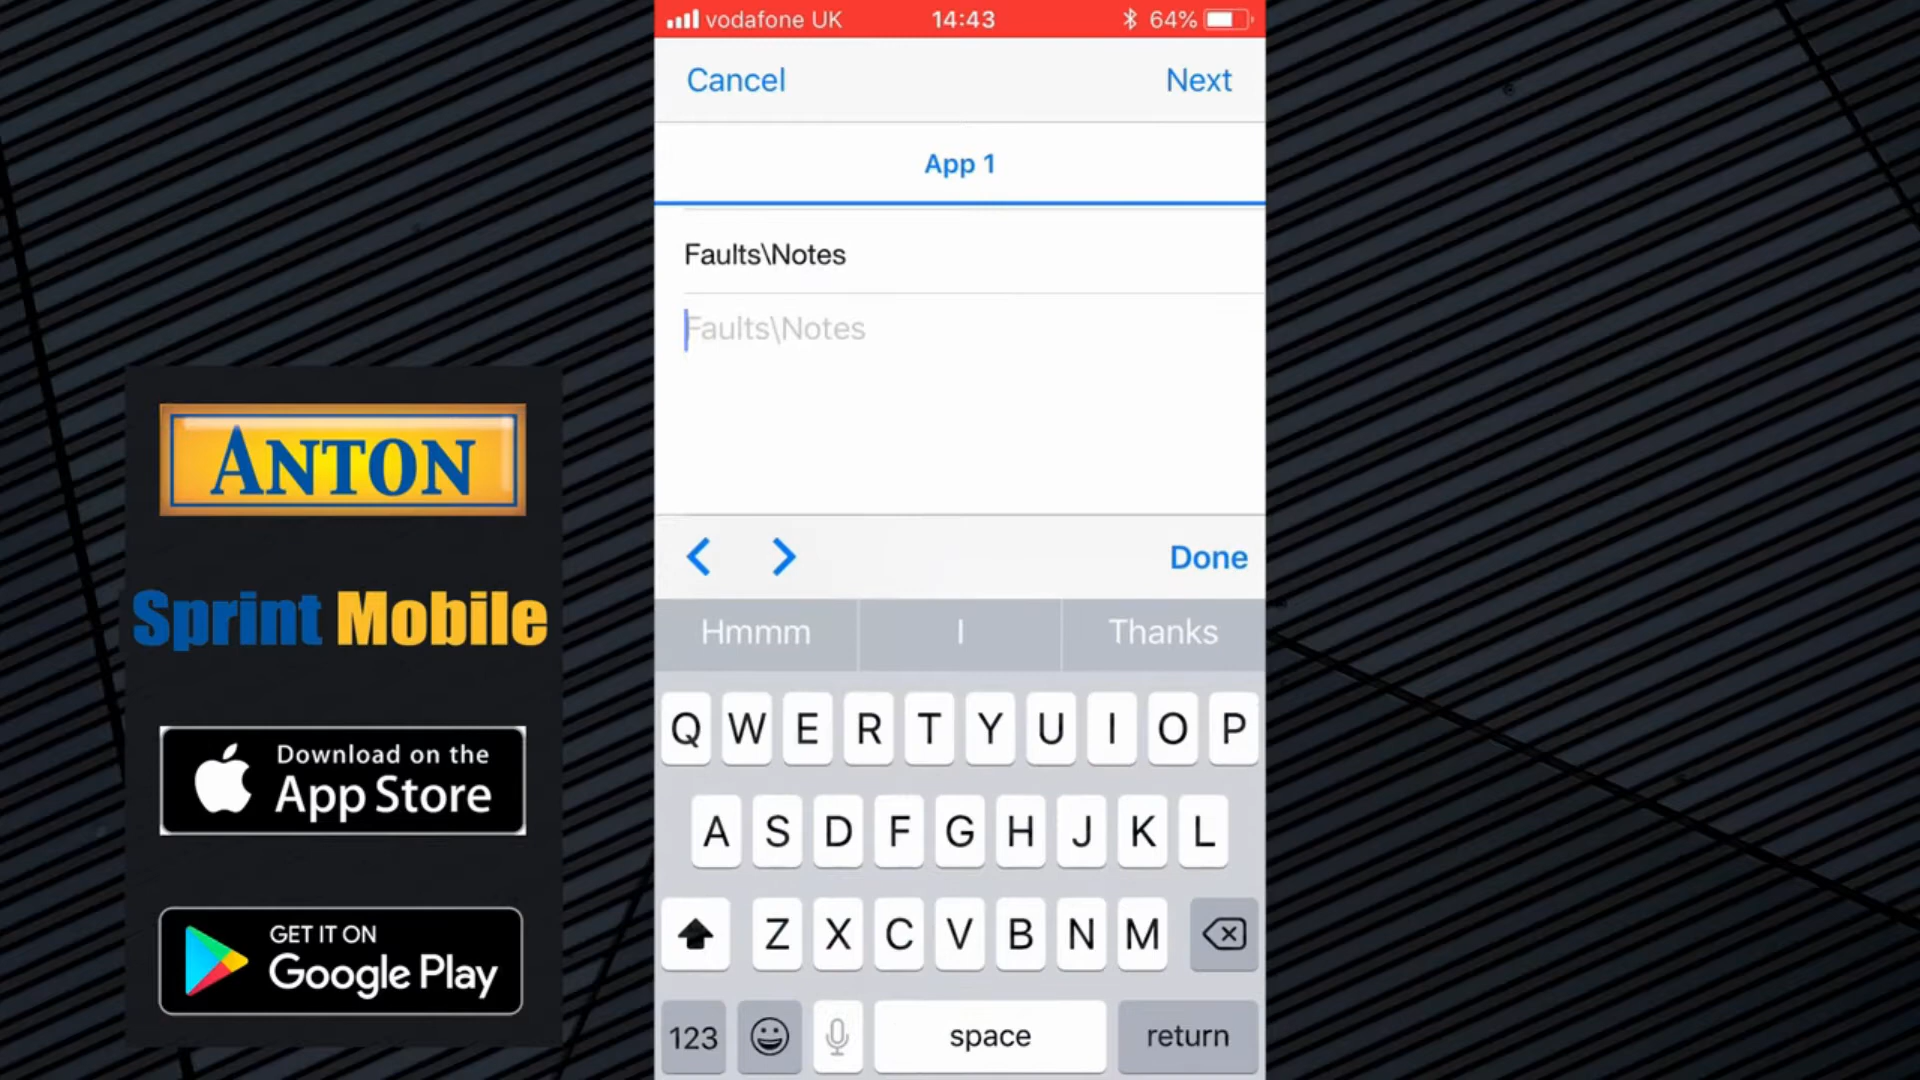 vodafone UK 14:43 64%
Cancel Next
App 1
Faults\Notes
Faults\Notes
Done
Hmmm I Thanks
Q W E R T Y U I O P
A S D F G H J K L
Z X C V B N M
123 space return
ANTON
Sprint Mobile
Download on the
App Store
GET IT ON
Google Play